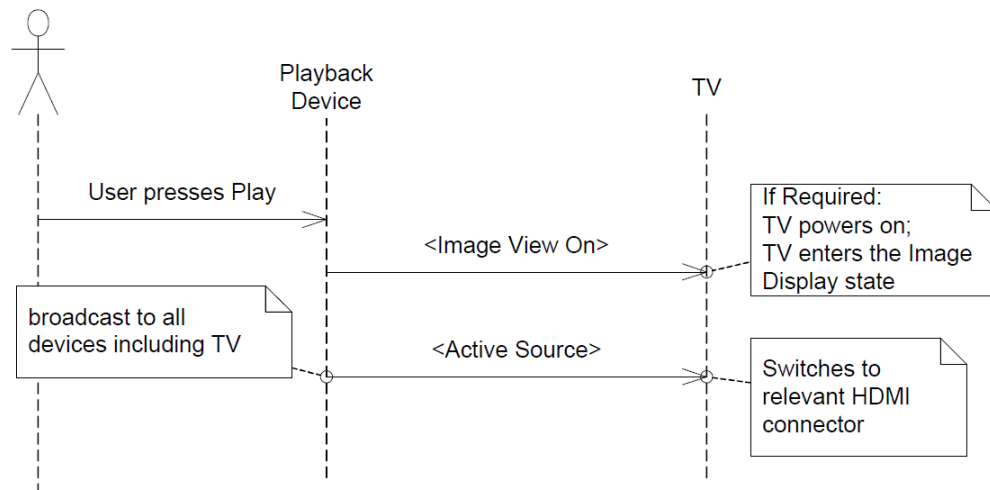 Playback
Device
TV
User presses Play
If Required:
TV powers on;
TV enters the Image
Display state
<Image View On>
broadcast to all
devices including TV
<Active Source>
Switches to
relevant HDMI
connector